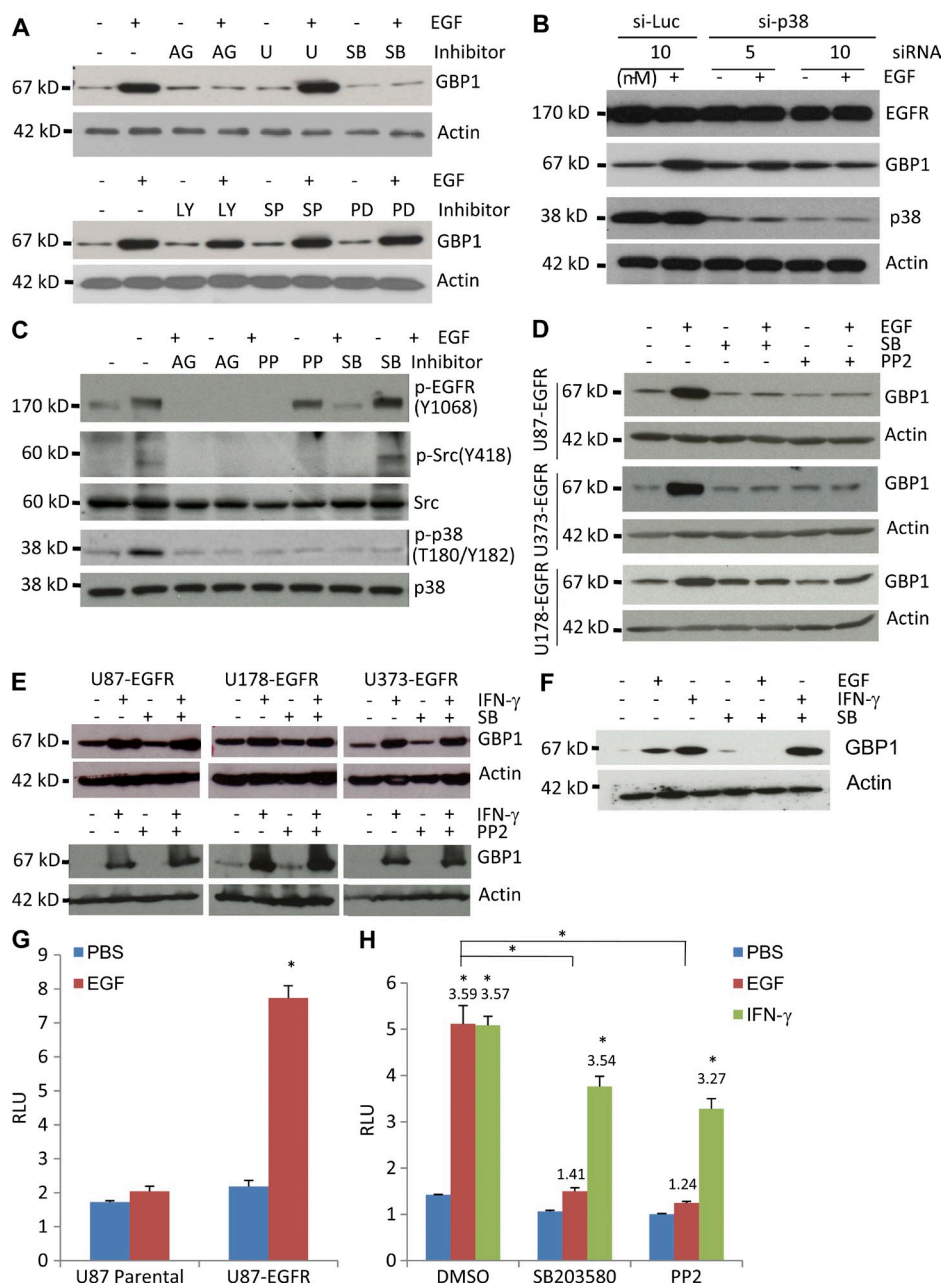 A
- + - + - + - + EGF
- - AG AG U U SB SB Inhibitor
67 kD GBP1
42 kD Actin
- + - + - + - + EGF
- - LY LY SP SP PD PD Inhibitor
67 kD GBP1
42 kD Actin
B
si-Luc si-p38
10 5 10 siRNA
(nM) - + - + - + EGF
170 kD EGFR
67 kD GBP1
38 kD p38
42 kD Actin
C
- - + - + - + - + EGF
- - AG AG PP PP SB SB Inhibitor
170 kD p-EGFR
(Y1068)
60 kD p-Src(Y418)
60 kD Src
38 kD p-p38
(T180/Y182)
38 kD p38
D
- + - + - + EGF
- - + + - - SB
- - - - + + PP2
U87-EGFR
67 kD GBP1
42 kD Actin
U373-EGFR
67 kD GBP1
42 kD Actin
U178-EGFR
67 kD GBP1
42 kD Actin
E
U87-EGFR U178-EGFR U373-EGFR
- + - + - + - + - + - + IFN-γ
- - + + - - + + - - + + SB
67 kD GBP1
42 kD Actin
- + - + - + - + - + - + IFN-γ
- - + + - - + + - - + + PP2
67 kD GBP1
42 kD Actin
F
- + - - + - EGF
- - + - - + IFN-γ
- - - + + + SB
67 kD GBP1
42 kD Actin
G
PBS
EGF
RLU
9
8
7
6
5
4
3
2
1
0
*
U87 Parental U87-EGFR
H
PBS
EGF
IFN-γ
RLU
6
5
4
3
2
1
0
*
*
* *
3.59 3.57
*
3.54
1.41
*
3.27
1.24
DMSO SB203580 PP2